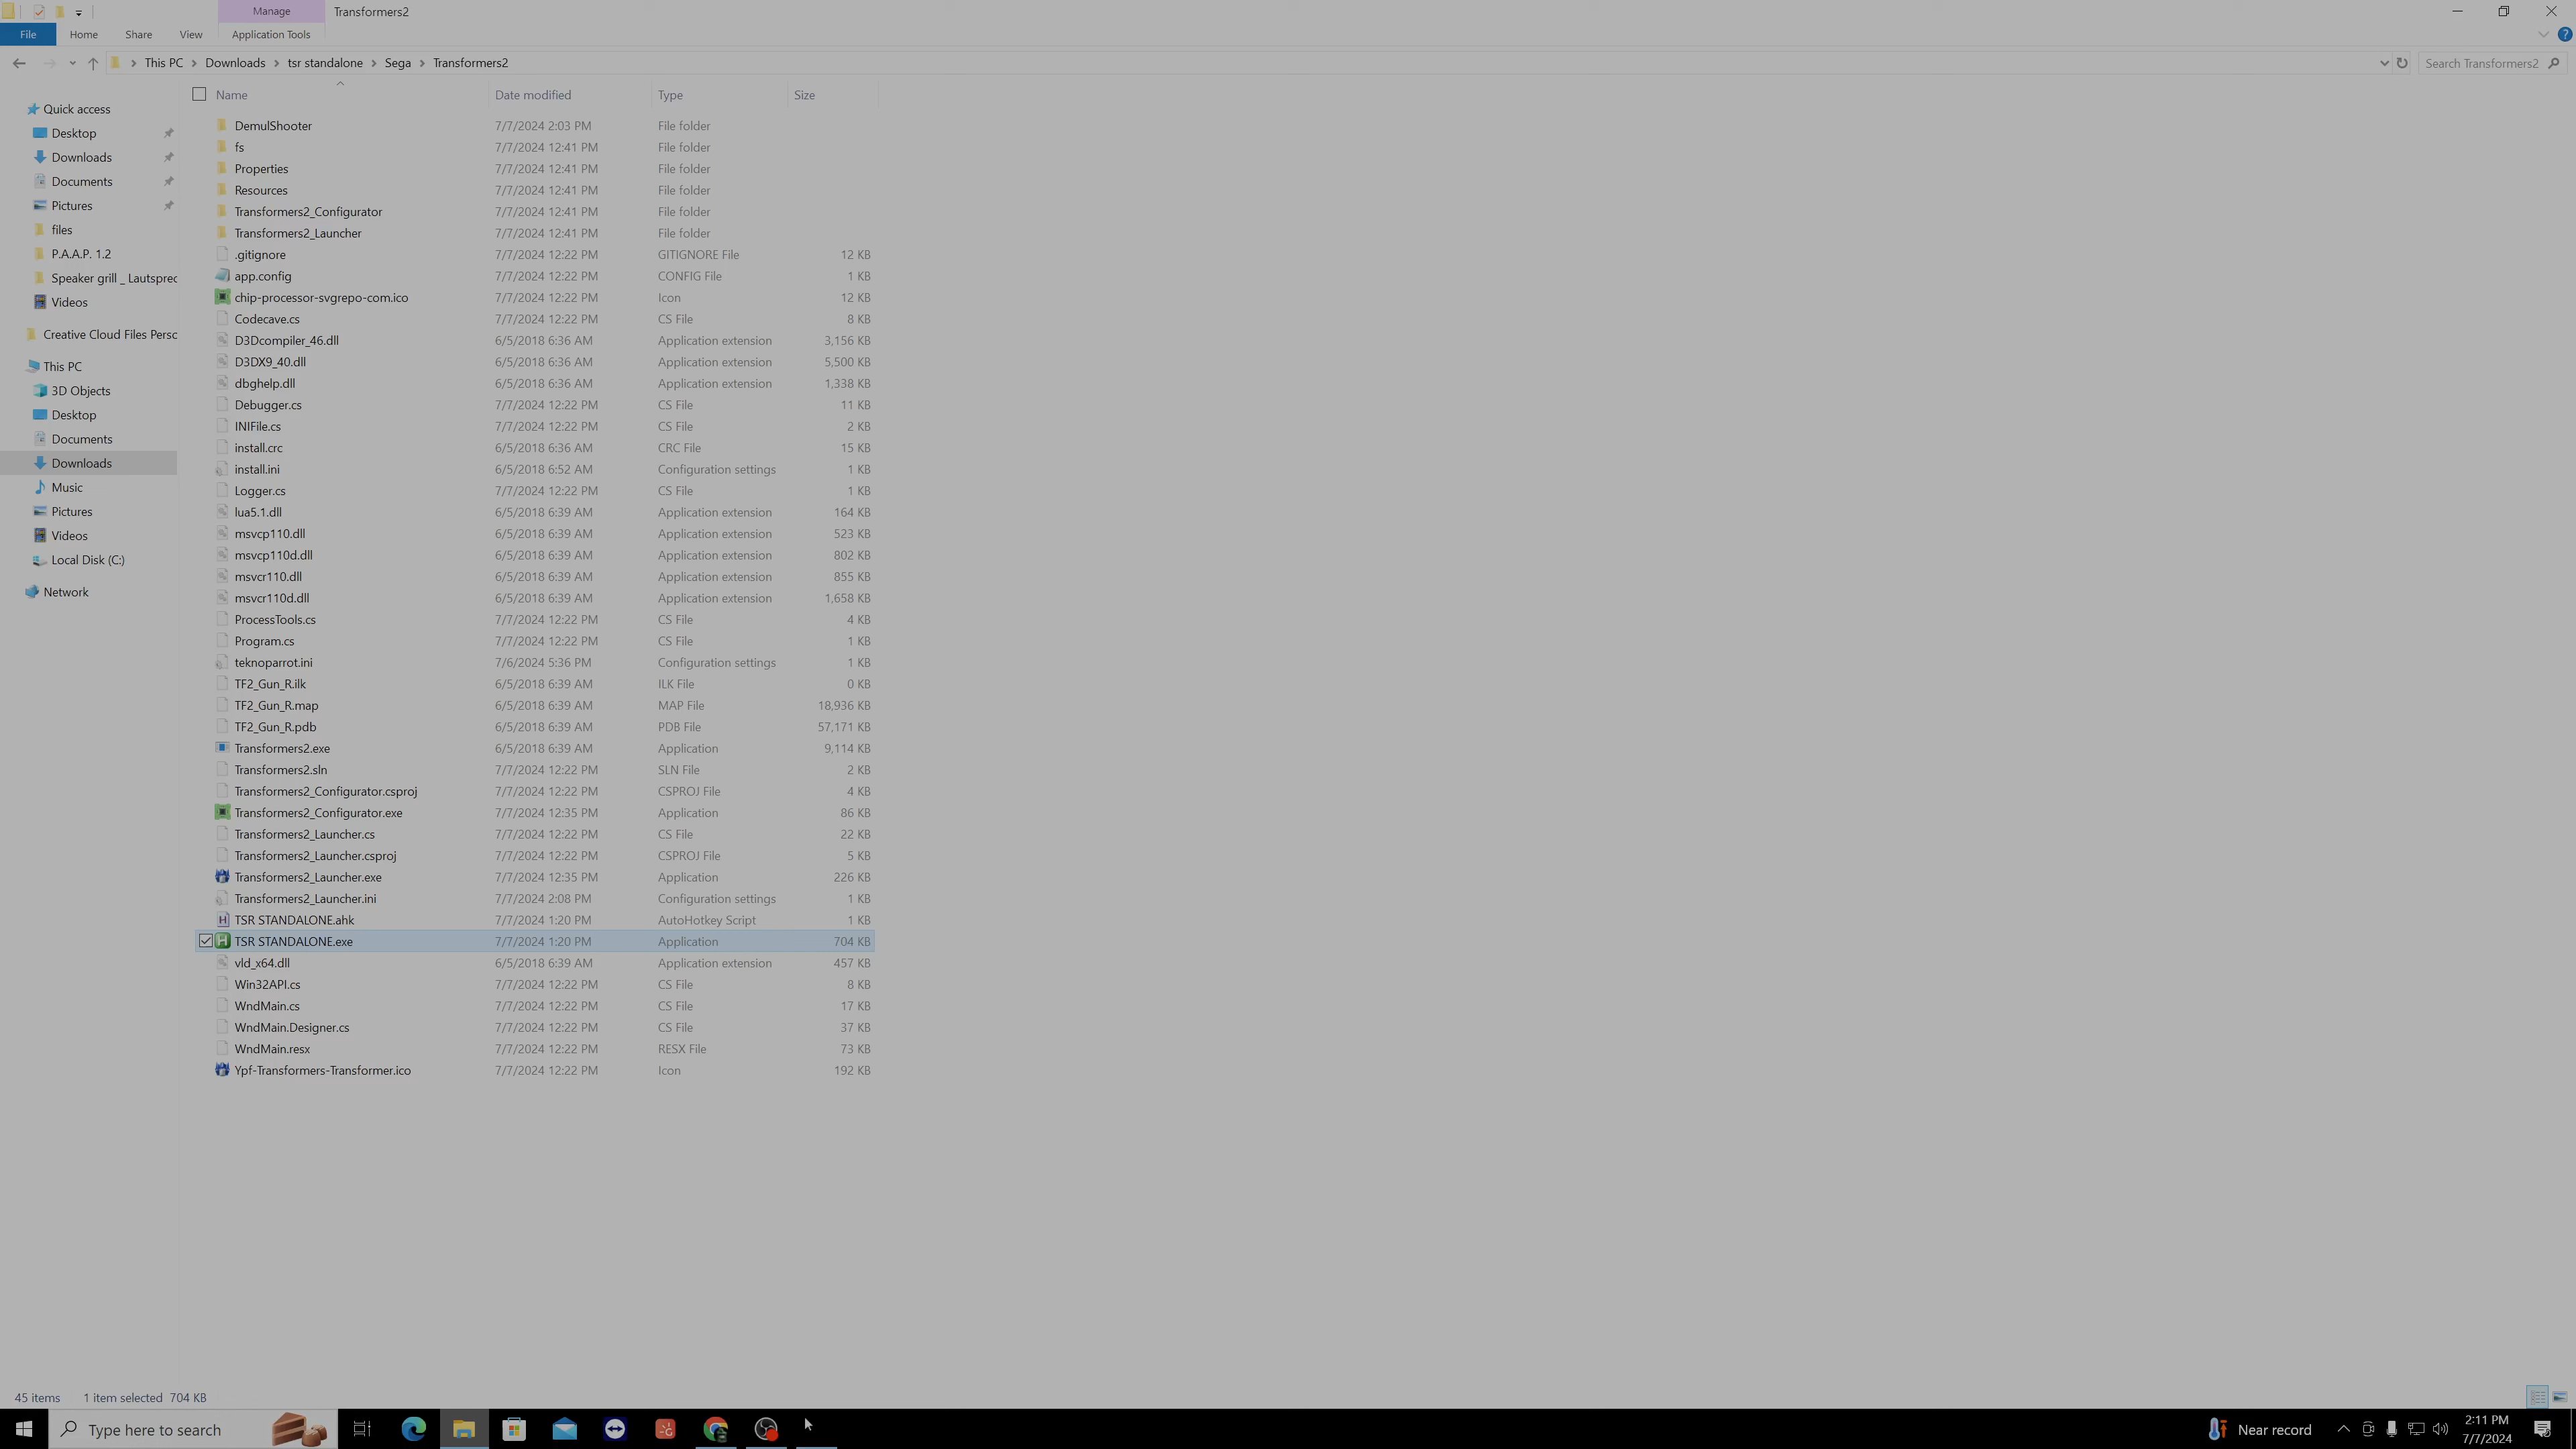 Manage Transformers2
File Home Share View Application Tools
This PC Downloads tsr standalone Sega Transformers2 Search Transformers2
Name Date modified Type Size
Quick access
Desktop
Downloads
Documents
Pictures
files
P.A.A.P. 1.2
Speaker grill _ Lautsprec
Videos
Creative Cloud Files Perso
This PC
3D Objects
Desktop
Documents
Downloads
Music
Pictures
Videos
Local Disk (C:)
Network
DemulShooter 7/7/2024 2:03 PM File folder
fs 7/7/2024 12:41 PM File folder
Properties 7/7/2024 12:41 PM File folder
Resources 7/7/2024 12:41 PM File folder
Transformers2_Configurator 7/7/2024 12:41 PM File folder
Transformers2_Launcher 7/7/2024 12:41 PM File folder
.gitignore 7/7/2024 12:22 PM GITIGNORE File 12 KB
app.config 7/7/2024 12:22 PM CONFIG File 1 KB
chip-processor-svgrepo-com.ico 7/7/2024 12:22 PM Icon 12 KB
Codecave.cs 7/7/2024 12:22 PM CS File 8 KB
D3Dcompiler_46.dll 6/5/2018 6:36 AM Application extension 3,156 KB
D3DX9_40.dll 6/5/2018 6:36 AM Application extension 5,500 KB
dbghelp.dll 6/5/2018 6:36 AM Application extension 1,338 KB
Debugger.cs 7/7/2024 12:22 PM CS File 11 KB
INIFile.cs 7/7/2024 12:22 PM CS File 2 KB
install.crc 6/5/2018 6:36 AM CRC File 15 KB
install.ini 6/5/2018 6:52 AM Configuration settings 1 KB
Logger.cs 7/7/2024 12:22 PM CS File 1 KB
lua5.1.dll 6/5/2018 6:39 AM Application extension 164 KB
msvcp110.dll 6/5/2018 6:39 AM Application extension 523 KB
msvcp110d.dll 6/5/2018 6:39 AM Application extension 802 KB
msvcr110.dll 6/5/2018 6:39 AM Application extension 855 KB
msvcr110d.dll 6/5/2018 6:39 AM Application extension 1,658 KB
ProcessTools.cs 7/7/2024 12:22 PM CS File 4 KB
Program.cs 7/7/2024 12:22 PM CS File 1 KB
teknoparrot.ini 7/6/2024 5:36 PM Configuration settings 1 KB
TF2_Gun_R.ilk 6/5/2018 6:39 AM ILK File 0 KB
TF2_Gun_R.map 6/5/2018 6:39 AM MAP File 18,936 KB
TF2_Gun_R.pdb 6/5/2018 6:39 AM PDB File 57,171 KB
Transformers2.exe 6/5/2018 6:39 AM Application 9,114 KB
Transformers2.sln 7/7/2024 12:22 PM SLN File 2 KB
Transformers2_Configurator.csproj 7/7/2024 12:22 PM CSPROJ File 4 KB
Transformers2_Configurator.exe 7/7/2024 12:35 PM Application 86 KB
Transformers2_Launcher.cs 7/7/2024 12:22 PM CS File 22 KB
Transformers2_Launcher.csproj 7/7/2024 12:22 PM CSPROJ File 5 KB
Transformers2_Launcher.exe 7/7/2024 12:35 PM Application 226 KB
Transformers2_Launcher.ini 7/7/2024 2:08 PM Configuration settings 1 KB
TSR STANDALONE.ahk 7/7/2024 1:20 PM AutoHotkey Script 1 KB
TSR STANDALONE.exe 7/7/2024 1:20 PM Application 704 KB
vld_x64.dll 6/5/2018 6:39 AM Application extension 457 KB
Win32API.cs 7/7/2024 12:22 PM CS File 8 KB
WndMain.cs 7/7/2024 12:22 PM CS File 17 KB
WndMain.Designer.cs 7/7/2024 12:22 PM CS File 37 KB
WndMain.resx 7/7/2024 12:22 PM RESX File 73 KB
Ypf-Transformers-Transformer.ico 7/7/2024 12:22 PM Icon 192 KB
45 items 1 item selected 704 KB
Type here to search Near record 2:11 PM
7/7/2024